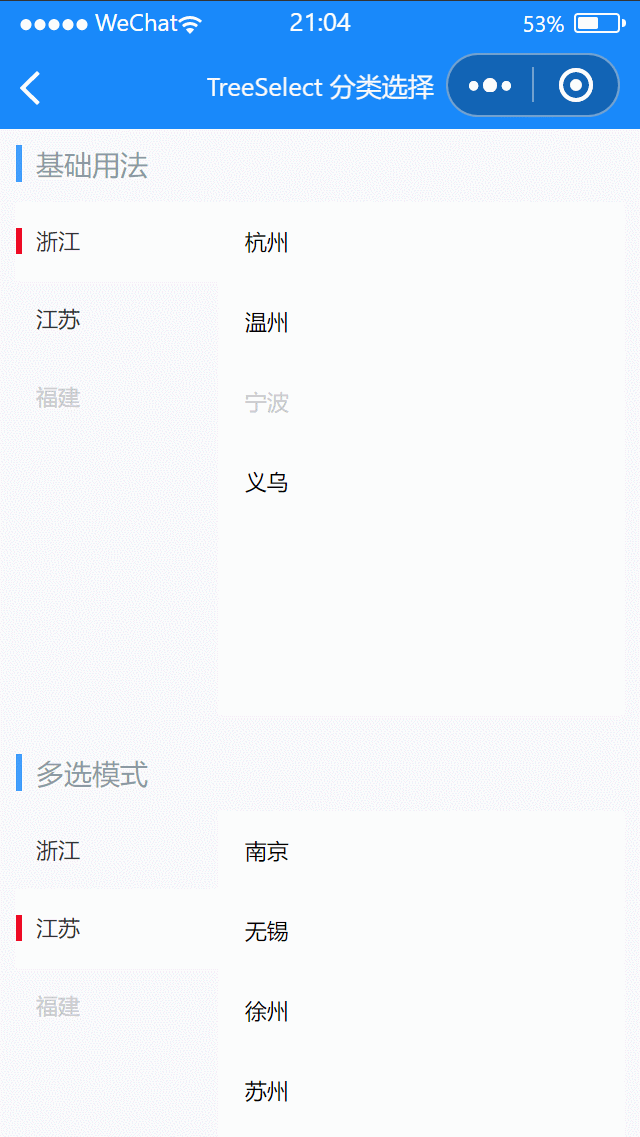 WeChat 21:04 53%
TreeSelect 分类选择
基础用法
浙江 杭州
江苏 温州
福建 宁波
义乌
多选模式
浙江 南京
江苏 无锡
福建 徐州
苏州